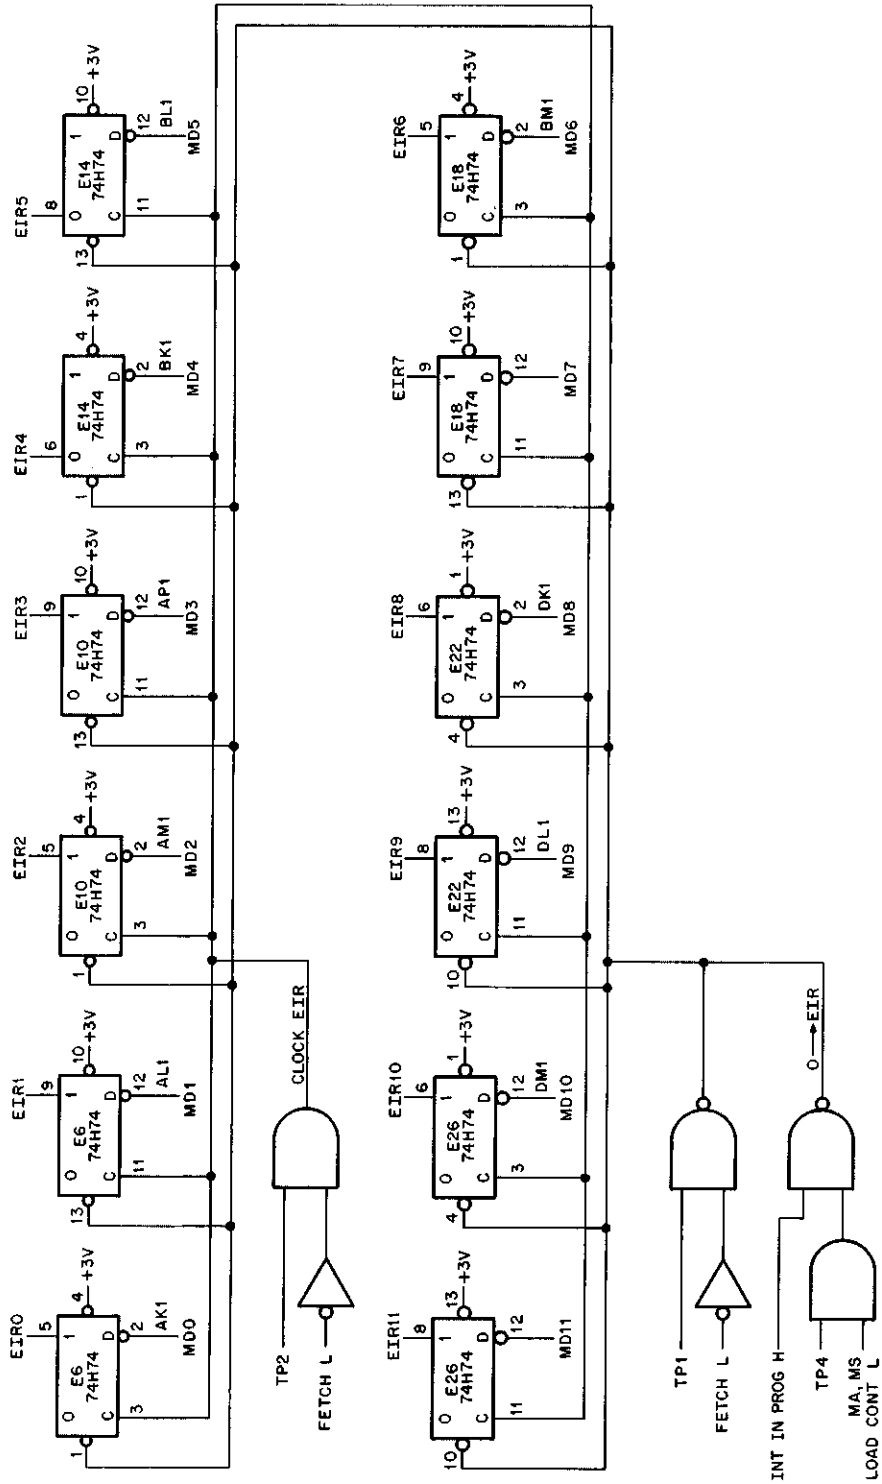 EIR0
5
0 1
E6
74H74
C D
1
4
+3V
3
2
AK1
MD0
EIR1
9
0 1
E6
74H74
C D
13
10
+3V
11
12
AL1
MD1
EIR2
5
0 1
E10
74H74
C D
1
4
+3V
3
2
AM1
MD2
EIR3
9
0 1
E10
74H74
C D
13
10
+3V
11
12
AP1
MD3
EIR4
6
0 1
E14
74H74
C D
1
4
+3V
3
2
BK1
MD4
EIR5
8
0 1
E14
74H74
C D
13
10
+3V
11
12
BL1
MD5
TP2
FETCH L
CLOCK EIR
EIR11
8
0 1
E26
74H74
C D
10
13
+3V
11
12
MD11
EIR10
6
0 1
E26
74H74
C D
4
1
+3V
3
12
DM1
MD10
EIR9
8
0 1
E22
74H74
C D
10
13
+3V
11
12
DL1
MD9
EIR8
6
0 1
E22
74H74
C D
4
1
+3V
3
2
DK1
MD8
EIR7
9
0 1
E18
74H74
C D
13
10
+3V
11
12
MD7
EIR6
5
0 1
E18
74H74
C D
1
4
+3V
3
2
BM1
MD6
TP1
FETCH L
INT IN PROG H
TP4
MA, MS
LOAD CONT L
0→EIR